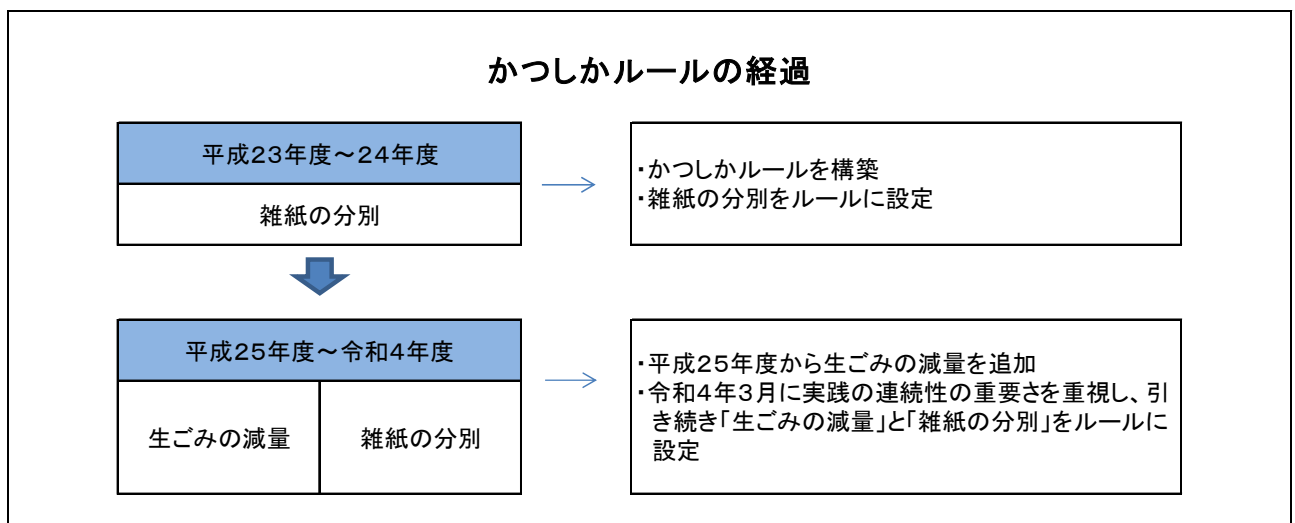 かつしかルールの経過
平成23年度～24年度
雑紙の分別
・かつしかルールを構築
・雑紙の分別をルールに設定
平成25年度～令和4年度
生ごみの減量
雑紙の分別
・平成25年度から生ごみの減量を追加
・令和4年3月に実践の連続性の重要さを重視し、引
き続き「生ごみの減量」と「雑紙の分別」をルールに
設定